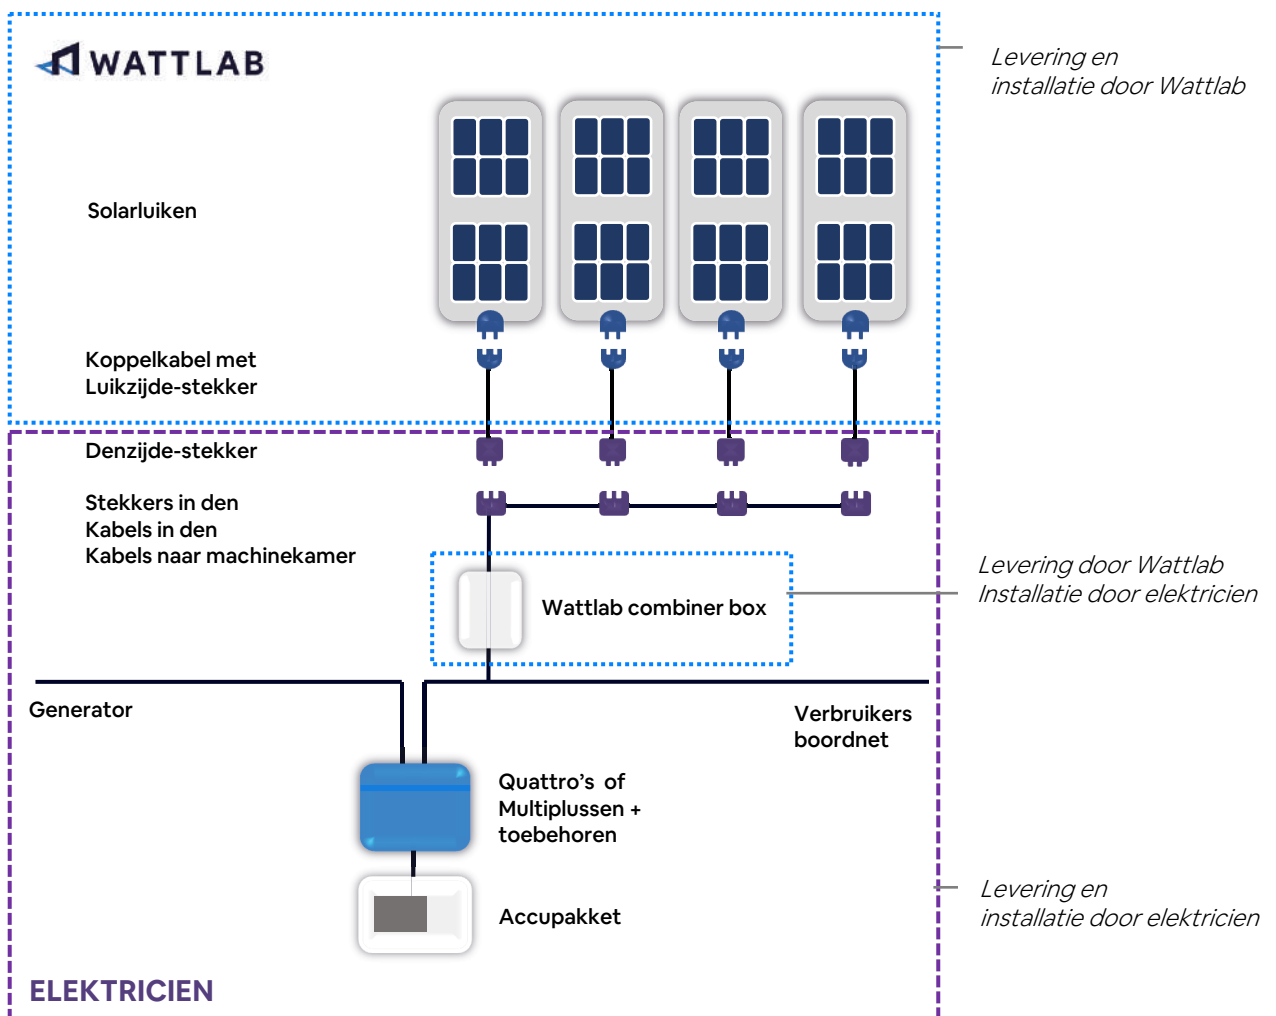 WATTLAB
Levering en
installatie door Wattlab
Solarluiken
Koppelkabel met
Luikzijde-stekker
Denzijde-stekker
Stekkers in den
Kabels in den
Kabels naar machinekamer
Levering door Wattlab
Installatie door elektricien
Wattlab combiner box
Generator
Verbruikers
boordnet
Quattro’s of
Multiplussen +
toebehoren
Levering en
installatie door elektricien
Accupakket
ELEKTRICIEN